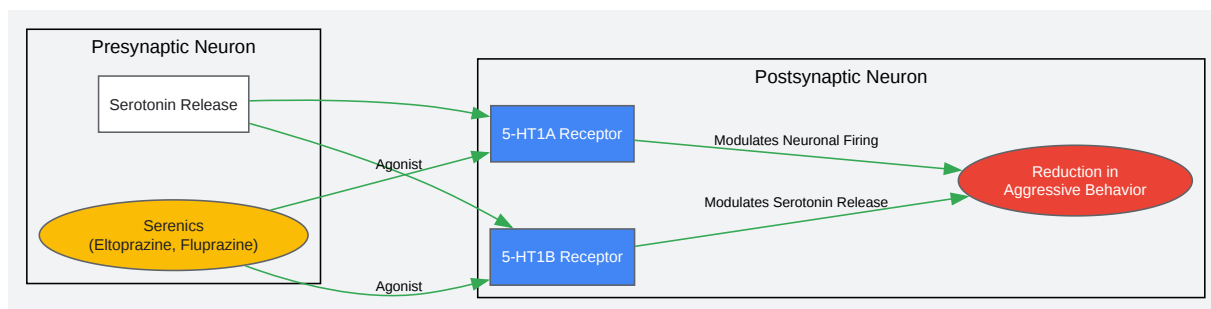 Presynaptic Neuron
Serotonin Release
Serenics
(Eltoprazine, Fluprazine)
Agonist
Agonist
Postsynaptic Neuron
5-HT1A Receptor
5-HT1B Receptor
Modulates Neuronal Firing
Modulates Serotonin Release
Reduction in
Aggressive Behavior